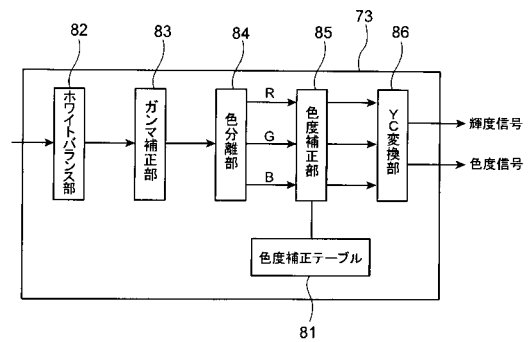 82
83
84
85
73
86
ホワイトバランス部
ガンマ補正部
色分離部
R
G
B
色度補正部
YC変換部
輝度信号
色度信号
色度補正テーブル
81